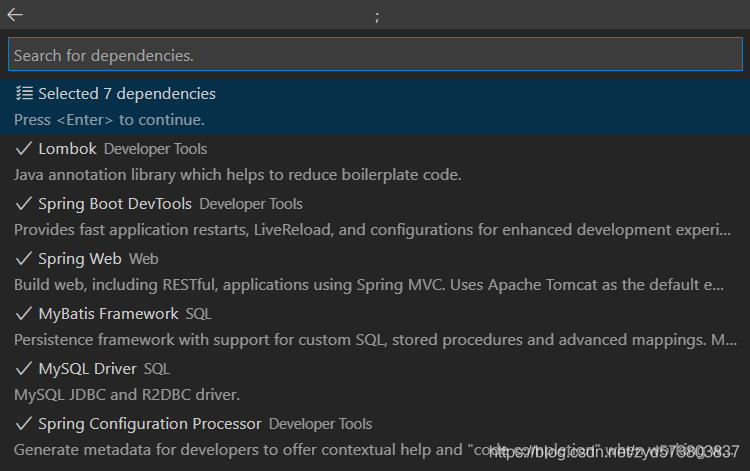 ;
Search for dependencies.
Selected 7 dependencies
Press <Enter> to continue.
Lombok Developer Tools
Java annotation library which helps to reduce boilerplate code.
Spring Boot DevTools Developer Tools
Provides fast application restarts, LiveReload, and configurations for enhanced development experi...
Spring Web Web
Build web, including RESTful, applications using Spring MVC. Uses Apache Tomcat as the default e...
MyBatis Framework SQL
Persistence framework with support for custom SQL, stored procedures and advanced mappings. M...
MySQL Driver SQL
MySQL JDBC and R2DBC driver.
Spring Configuration Processor Developer Tools
Generate metadata for developers to offer contextual help and "code completion" when working
https://blog.csdn.net/zyd573803837